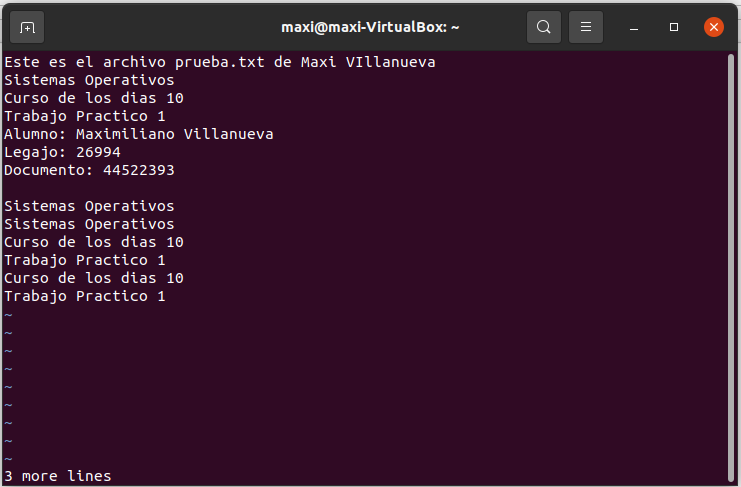 maxi@maxi-VirtualBox: ~
Este es el archivo prueba.txt de Maxi VIllanueva
Sistemas Operativos
Curso de los dias 10
Trabajo Practico 1
Alumno: Maximiliano Villanueva
Legajo: 26994
Documento: 44522393

Sistemas Operativos
Sistemas Operativos
Curso de los dias 10
Trabajo Practico 1
Curso de los dias 10
Trabajo Practico 1
~
~
~
~
~
~
~
~
~
3 more lines